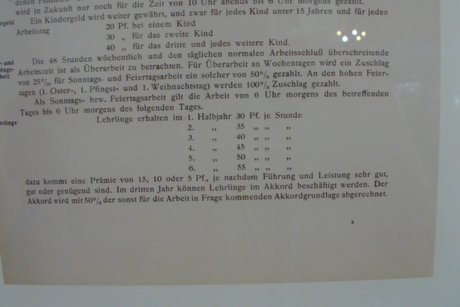 wird in Zukunft nur noch für die Zeit von 10 Uhr abends bis 6 Uhr morgens gezahlt.
Ein Kindergeld wird weiter gewährt, und zwar für jedes Kind unter 15 Jahren und für jeden
Arbeitstag
20 Pf. bei einem Kind
30 „ für das zweite Kind
40 „ für das dritte und jedes weitere Kind.
Die 48 Stunden wöchentlich und den täglichen normalen Arbeitsschluß überschreitende
Arbeitszeit ist als Überarbeit zu betrachten. Für Überarbeit an Wochentagen wird ein Zuschlag
von 25%, für Sonntags- und Feiertagsarbeit ein solcher von 50% gezahlt. An den hohen Feier-
tagen (1. Oster-, 1. Pfingst- und 1. Weihnachtstag) werden 100% Zuschlag gezahlt.
Als Sonntags- bzw. Feiertagsarbeit gilt die Arbeit von 6 Uhr morgens des betreffenden
Tages bis 6 Uhr morgens des folgenden Tages.
Lehrlinge erhalten im 1. Halbjahr 30 Pf. je Stunde
2. „ 35 „ „ „
3. „ 40 „ „ „
4. „ 45 „ „ „
5. „ 50 „ „ „
6. „ 55 „ „ „
dazu kommt eine Prämie von 15, 10 oder 5 Pf., je nachdem Führung und Leistung sehr gut,
gut oder genügend sind. Im dritten Jahr können Lehrlinge im Akkord beschäftigt werden. Der
Akkord wird mit 50% der sonst für die Arbeit in Frage kommenden Akkordgrundlage abgerechnet.